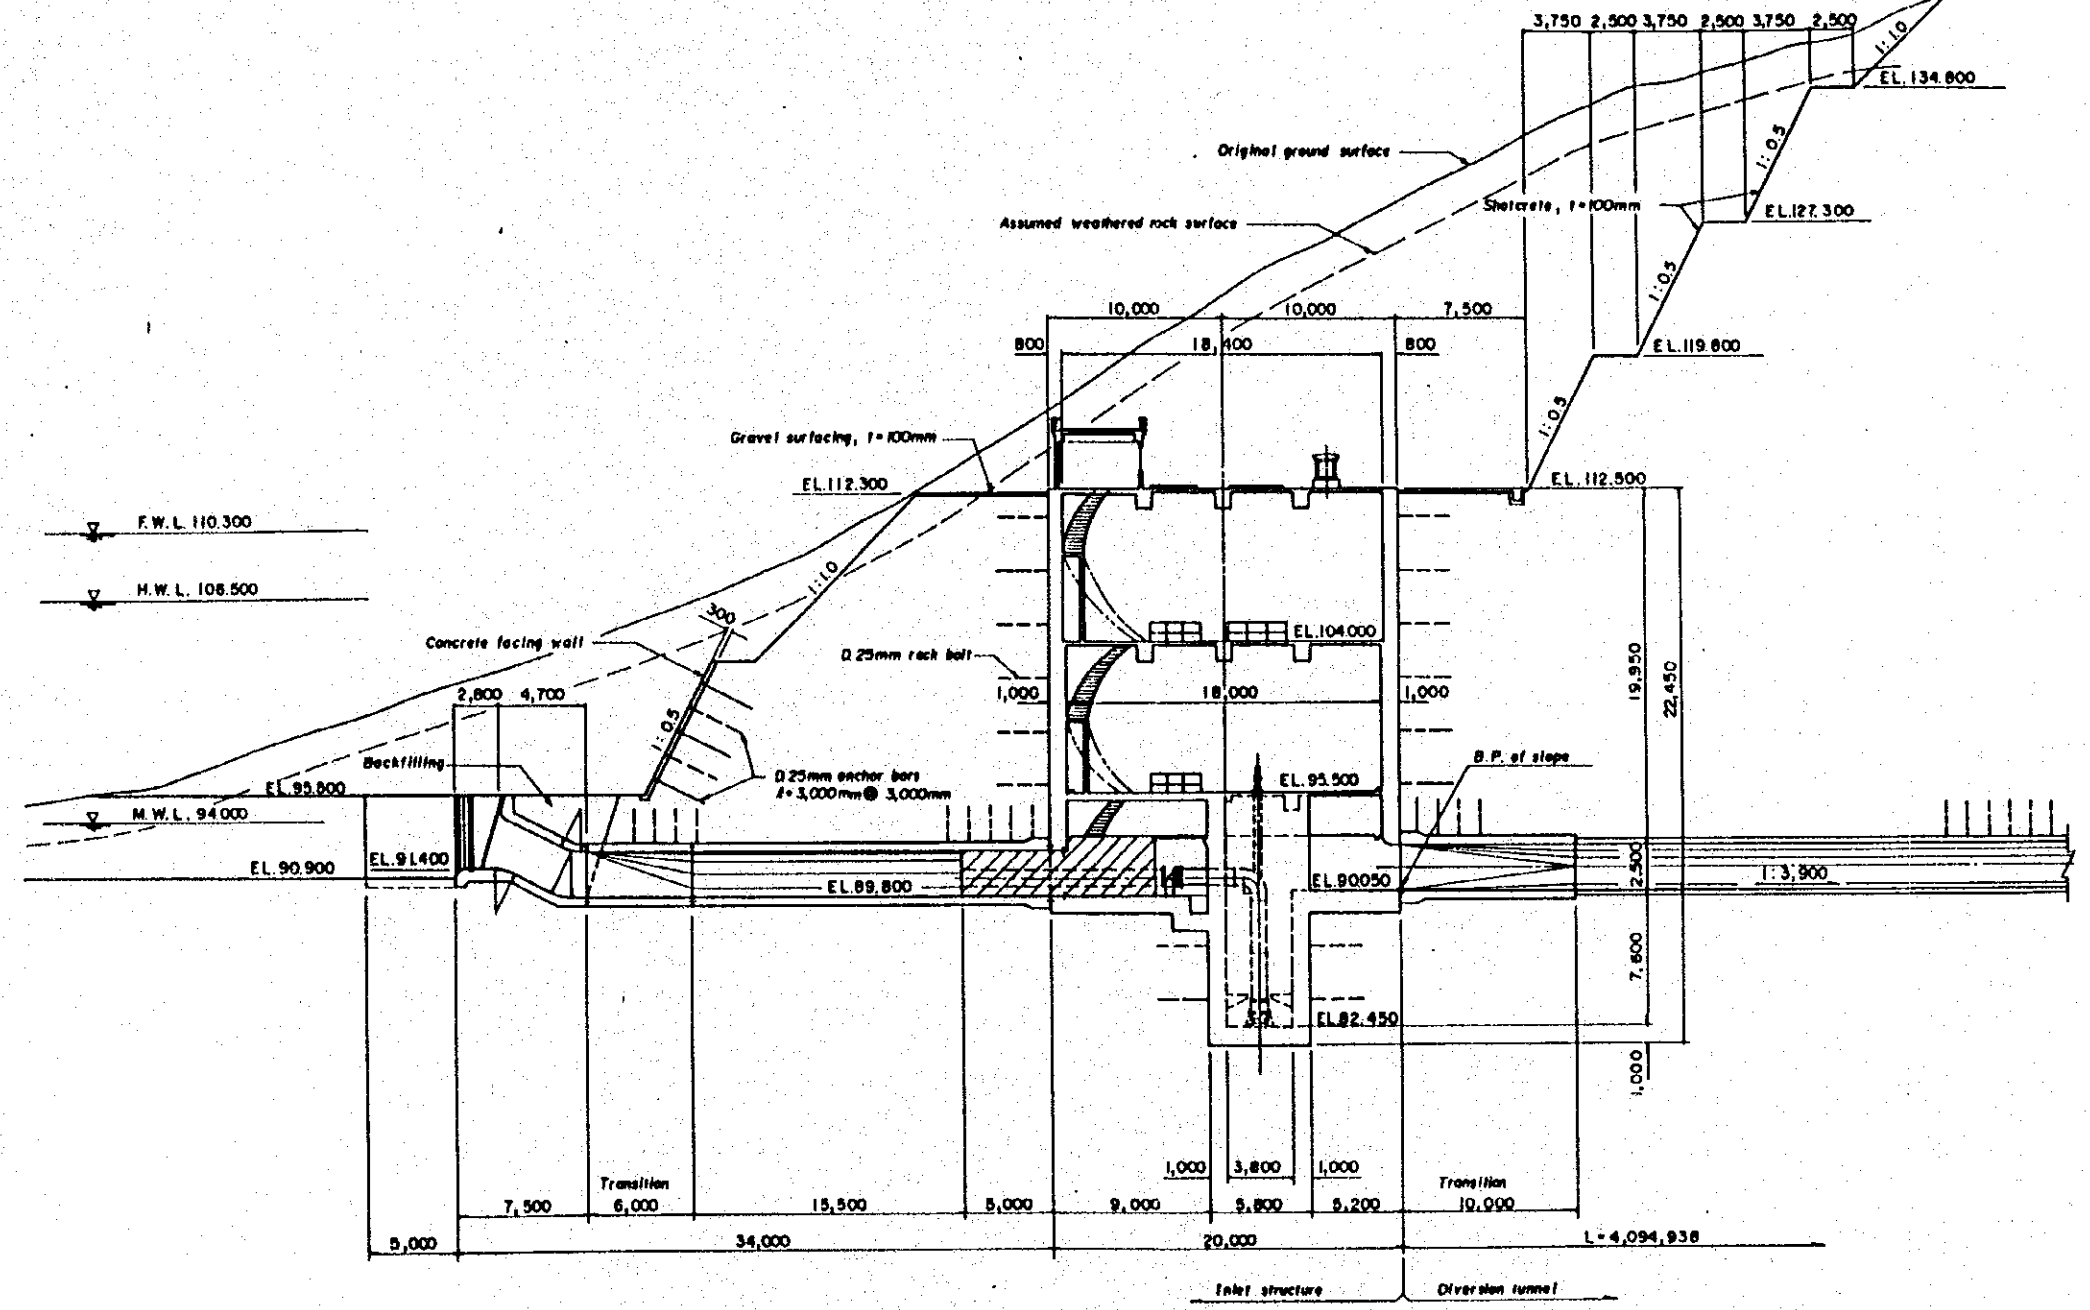 3,750 2,500 3,750 2,500 3,750 2,500
1:1.0
EL.134.800
1:0.5
Original ground surface
Shotcrete, t=100mm
EL.127.300
Assumed weathered rock surface
1:0.5
10,000 10,000 7,500
800 18,400 800
EL.119.800
1:0.5
Gravel surfacing, t=100mm
EL.112.300
EL.112.500
F.W.L. 110.300
H.W.L. 108.500
1:1.0
300
Concrete facing wall
EL.104.000
D.25mm rock bolt
2,800 4,700
1,000 18,000 1,000
19,950
22,450
1:0.5
Backfilling
B.P. of slope
D.25mm anchor bars
ℓ=3,000mm@ 3,000mm
EL.95.800
EL.95.500
M.W.L. 94.000
EL.90.900
EL.91.400
EL.89.800
EL.90.050
2,500
1:3,900
7,600
EL.82.450
1,000
1,000 3,800 1,000
Transition
Transition
7,500 6,000 15,500 5,000 9,000 5,800 5,200 10,000
5,000 34,000 20,000 L=4,094,938
Inlet structure
Diversion tunnel